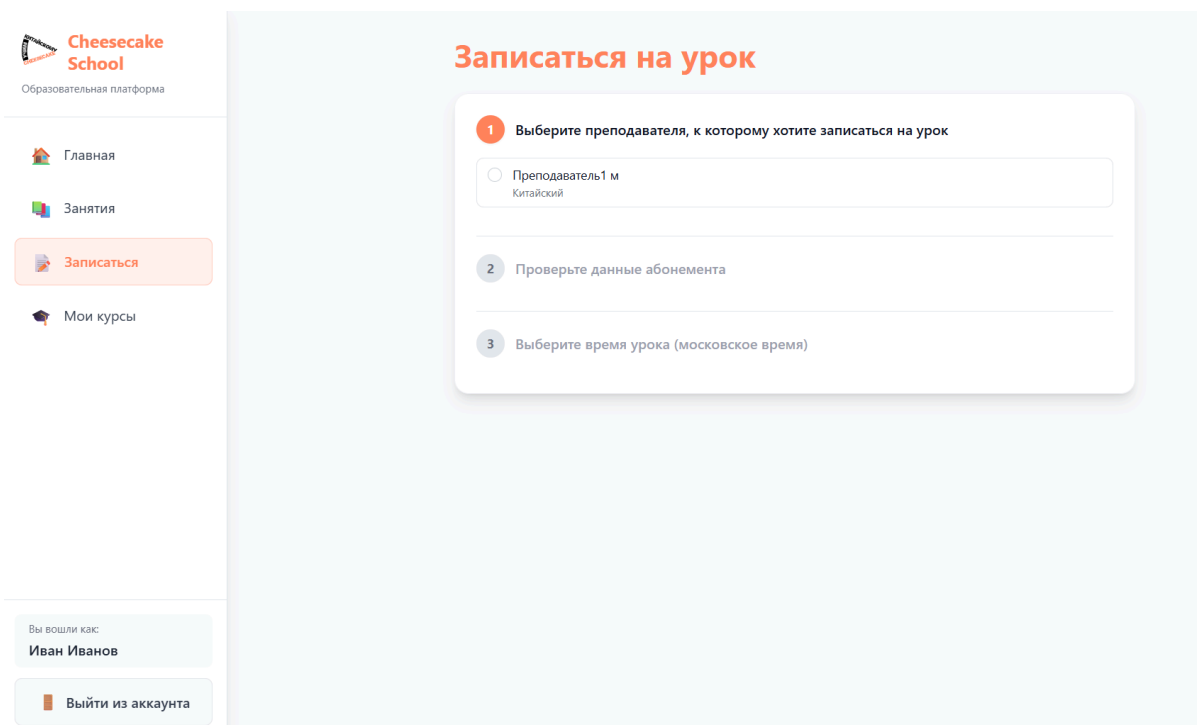 Cheesecake
School
Образовательная платформа
Главная
Занятия
Записаться
Мои курсы
Вы вошли как:
Иван Иванов
Выйти из аккаунта
Записаться на урок
1 Выберите преподавателя, к которому хотите записаться на урок
Преподаватель1 м
Китайский
2 Проверьте данные абонемента
3 Выберите время урока (московское время)